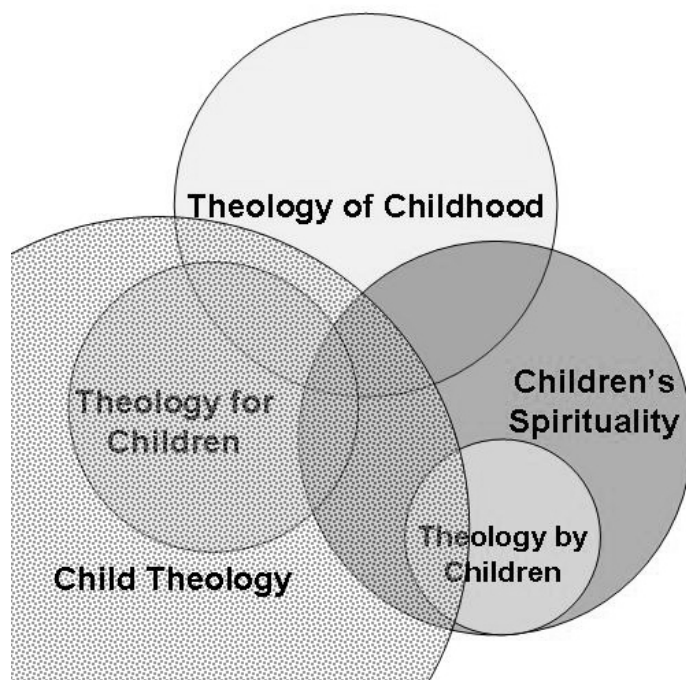 Theology of Childhood
Theology for
Children
Children's
Spirituality
Theology by
Children
Child Theology